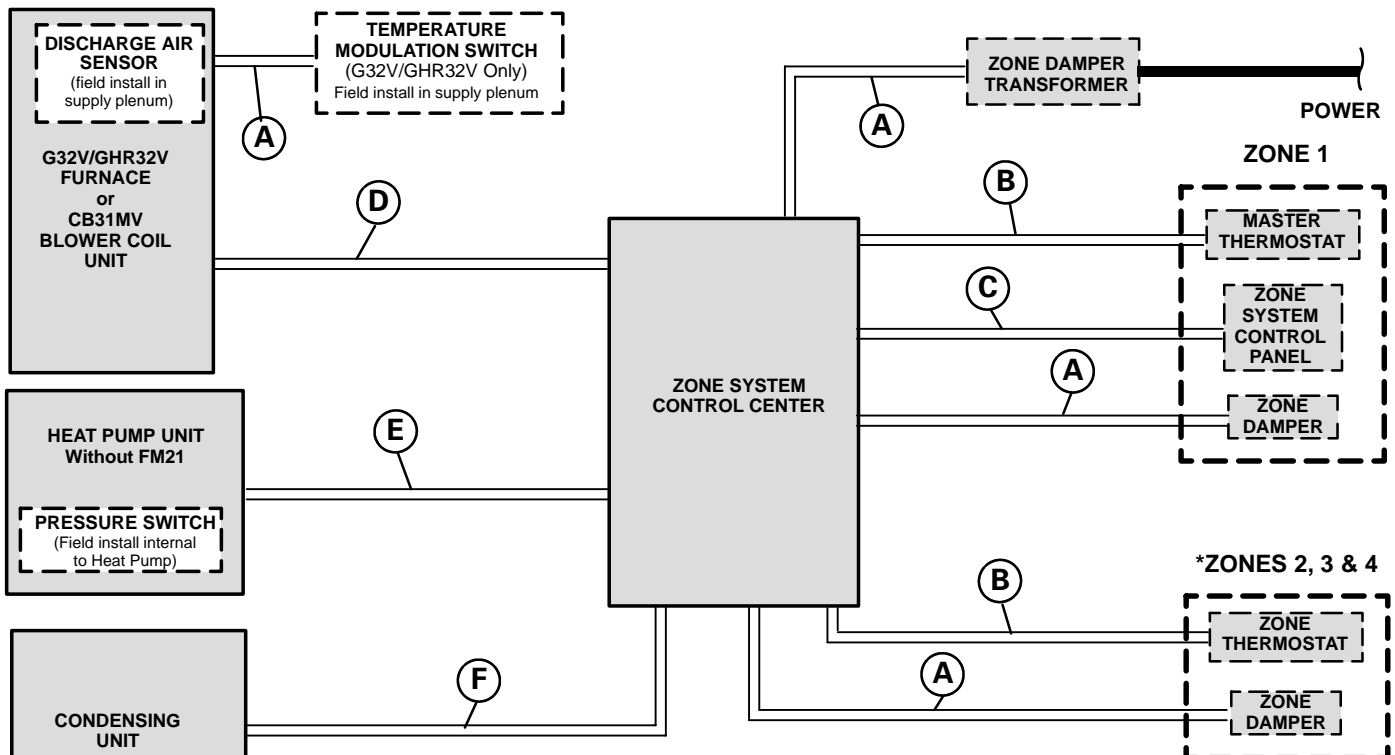 DISCHARGE AIR
SENSOR
(field install in
supply plenum)
G32V/GHR32V
FURNACE
or
CB31MV
BLOWER COIL
UNIT
TEMPERATURE
MODULATION SWITCH
(G32V/GHR32V Only)
Field install in supply plenum
A
D
ZONE DAMPER
TRANSFORMER
A
POWER
ZONE 1
B
MASTER
THERMOSTAT
C
ZONE
SYSTEM
CONTROL
PANEL
A
ZONE
DAMPER
ZONE SYSTEM
CONTROL CENTER
HEAT PUMP UNIT
Without FM21
PRESSURE SWITCH
(Field install internal
to Heat Pump)
E
*ZONES 2, 3 & 4
B
ZONE
THERMOSTAT
A
ZONE
DAMPER
F
CONDENSING
UNIT